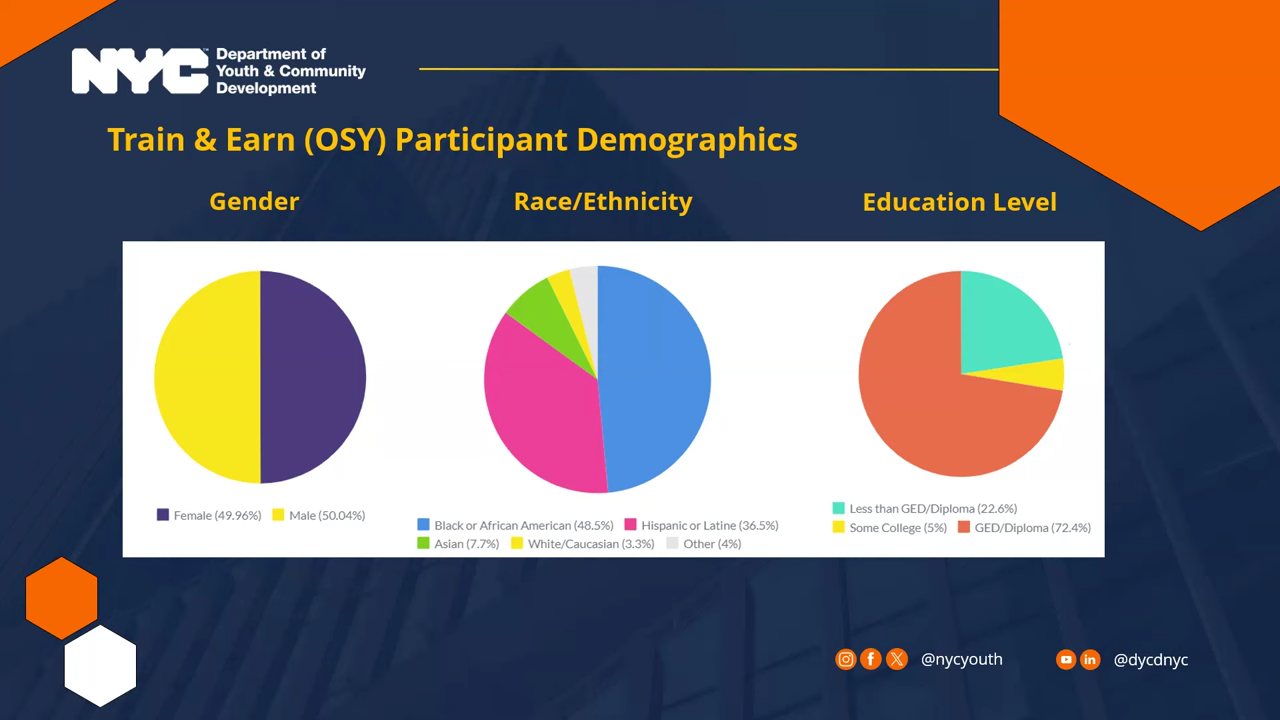 NYC
Department of
Youth & Community
Development
Train & Earn (OSY) Participant Demographics
Gender
Race/Ethnicity
Education Level
Female (49.96%) Male (50.04%)
Black or African American (48.5%) Hispanic or Latine (36.5%)
Asian (7.7%) White/Caucasian (3.3%) Other (4%)
Less than GED/Diploma (22.6%)
Some College (5%) GED/Diploma (72.4%)
@nycyouth
@dycdnyc